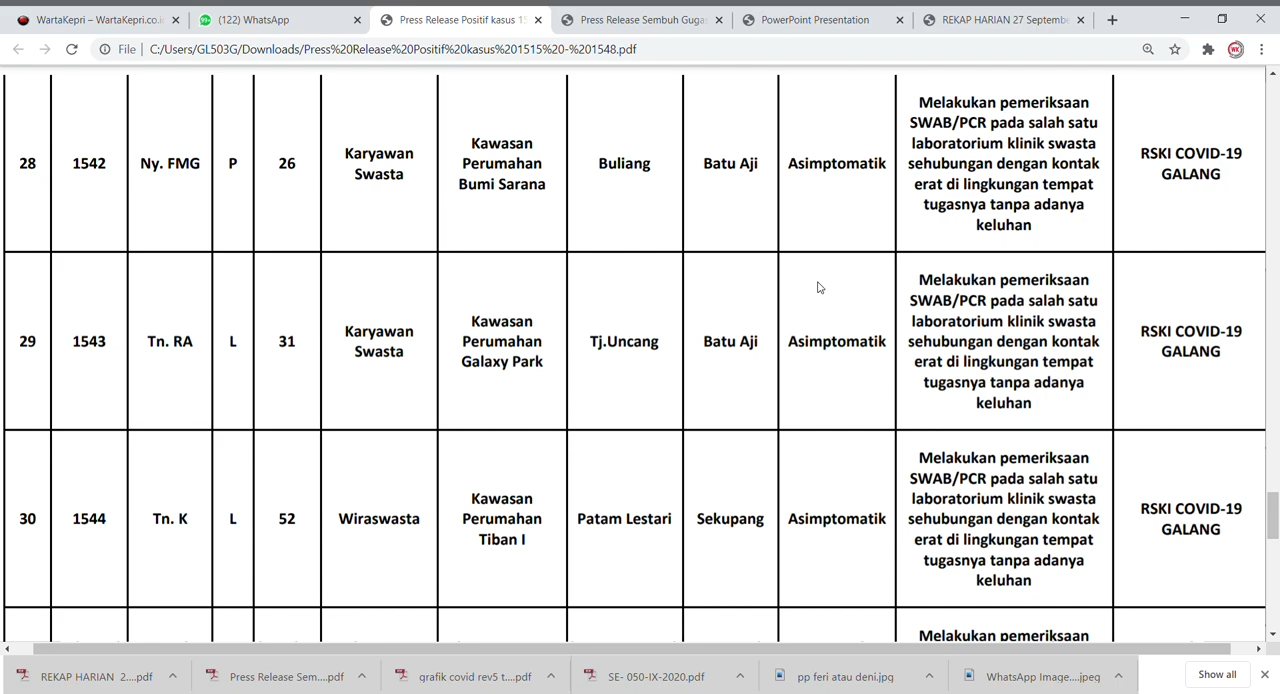 WartaKepri – WartaKepri.co.i
(122) WhatsApp
Press Release Positif kasus 15
Press Release Sembuh Gugas
PowerPoint Presentation
REKAP HARIAN 27 Septembe
File
C:/Users/GL503G/Downloads/Press%20Release%20Positif%20kasus%201515%20-%201548.pdf
28
1542
Ny. FMG
P
26
Karyawan
Swasta
Kawasan
Perumahan
Bumi Sarana
Buliang
Batu Aji
Asimptomatik
Melakukan pemeriksaan
SWAB/PCR pada salah satu
laboratorium klinik swasta
sehubungan dengan kontak
erat di lingkungan tempat
tugasnya tanpa adanya
keluhan
RSKI COVID-19
GALANG
29
1543
Tn. RA
L
31
Karyawan
Swasta
Kawasan
Perumahan
Galaxy Park
Tj.Uncang
Batu Aji
Asimptomatik
Melakukan pemeriksaan
SWAB/PCR pada salah satu
laboratorium klinik swasta
sehubungan dengan kontak
erat di lingkungan tempat
tugasnya tanpa adanya
keluhan
RSKI COVID-19
GALANG
30
1544
Tn. K
L
52
Wiraswasta
Kawasan
Perumahan
Tiban I
Patam Lestari
Sekupang
Asimptomatik
Melakukan pemeriksaan
SWAB/PCR pada salah satu
laboratorium klinik swasta
sehubungan dengan kontak
erat di lingkungan tempat
tugasnya tanpa adanya
keluhan
RSKI COVID-19
GALANG
Melakukan pemeriksaan
REKAP HARIAN 2....pdf
Press Release Sem....pdf
grafik covid rev5 t....pdf
SE- 050-IX-2020.pdf
pp feri atau deni.jpg
WhatsApp Image....jpeg
Show all